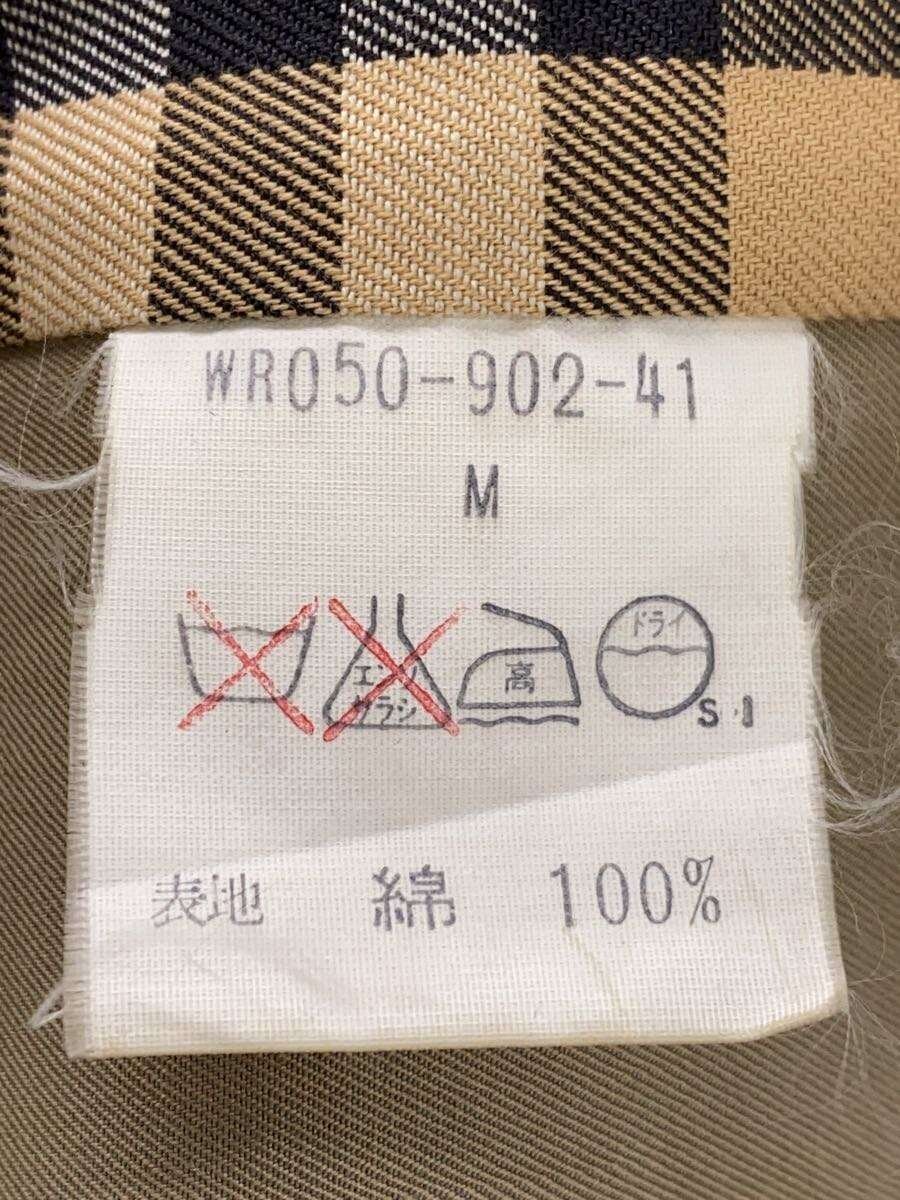 WR050-902-41
M
エンソ
サラシ
高
ドライ
S・I
表地 綿 100%